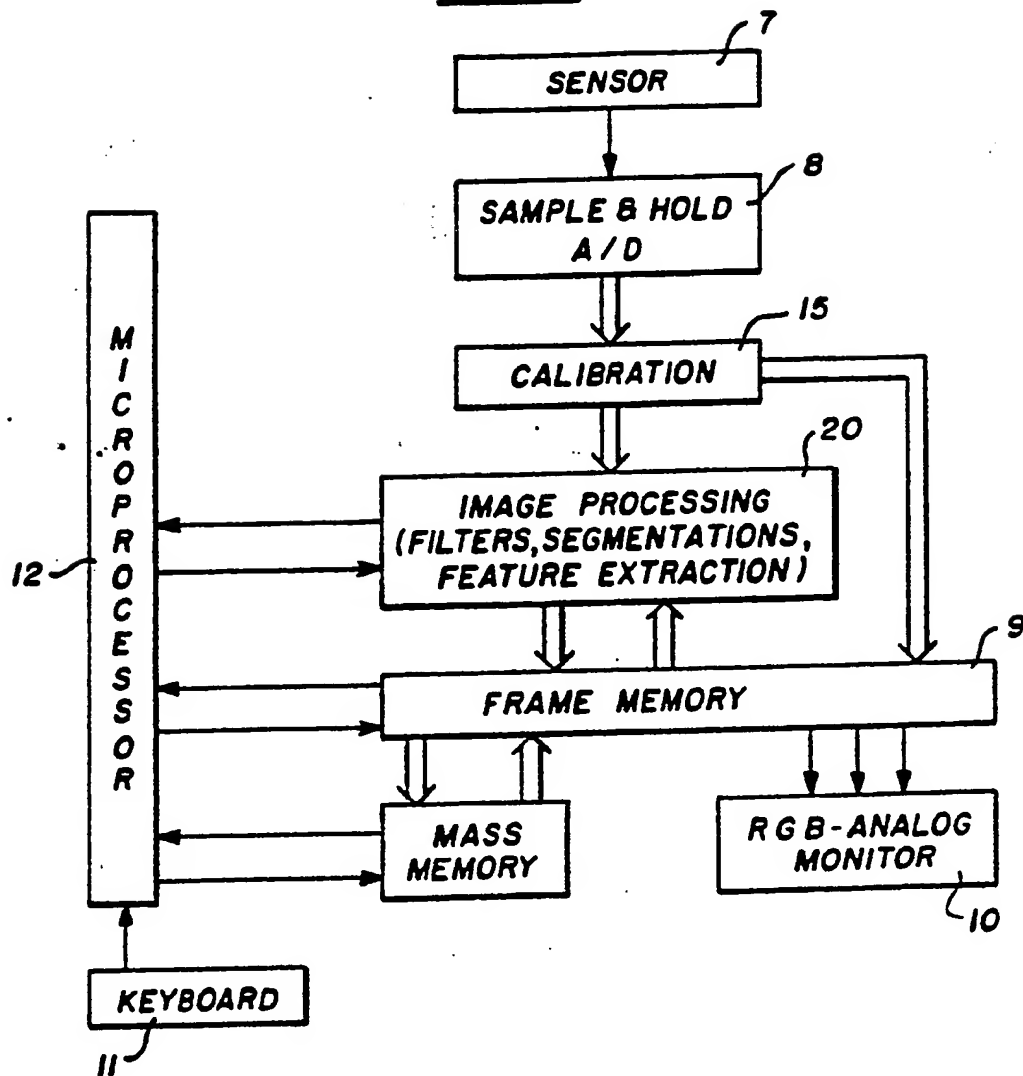 7
SENSOR
8
SAMPLE & HOLD
A/D
15
CALIBRATION
20
IMAGE PROCESSING
(FILTERS, SEGMENTATIONS,
FEATURE EXTRACTION)
MICROPROCESSOR
12
9
FRAME MEMORY
MASS
MEMORY
RGB-ANALOG
MONITOR
10
KEYBOARD
11